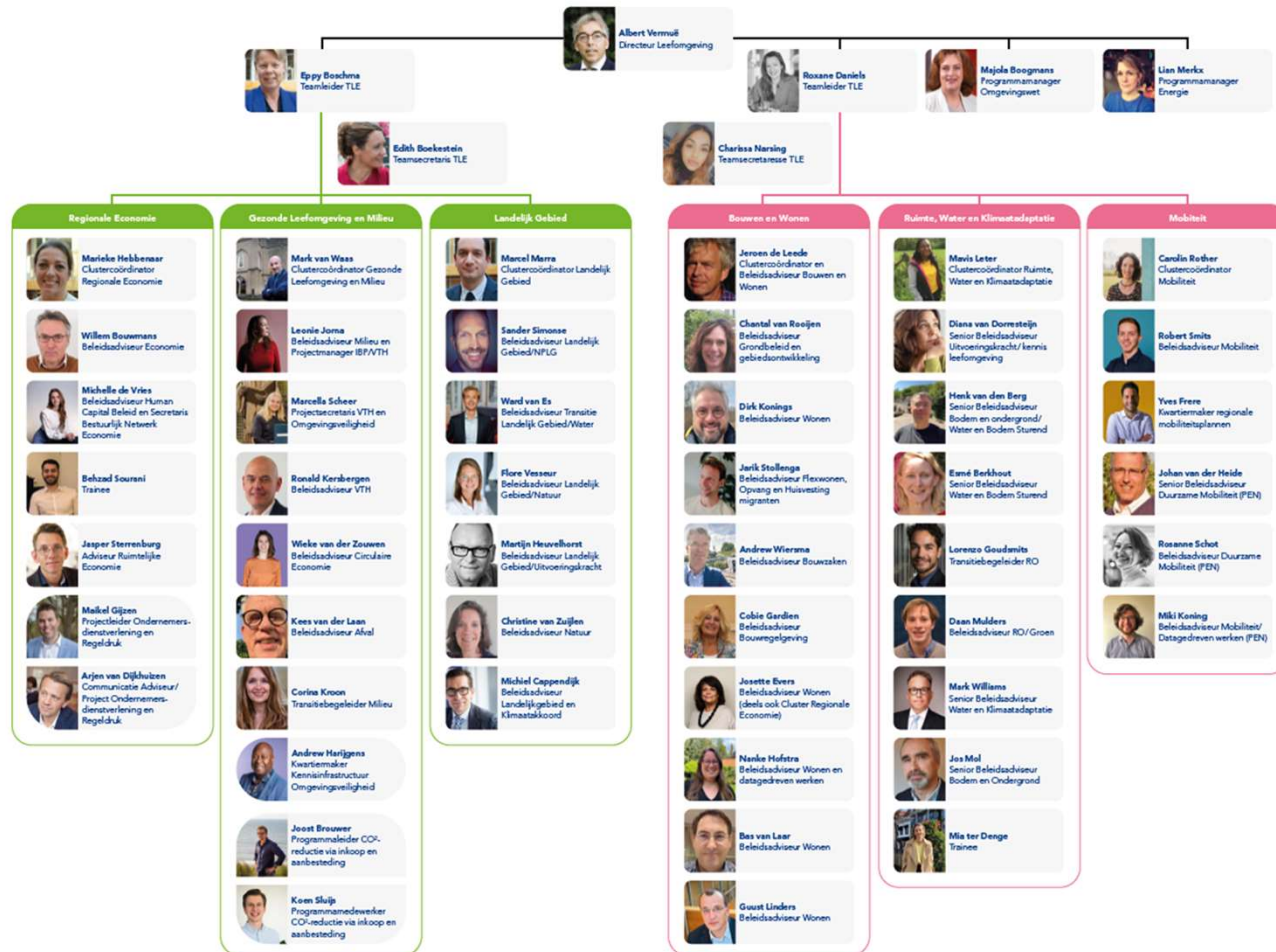 Albert Vermuë
Directeur Leefomgeving
Eppy Boschma
Teamleider TLE
Roxane Daniels
Teamleider TLE
Majola Boogmans
Programmamanager
Omgevingswet
Lian Merkx
Programmamanager
Energie
Edith Boekestein
Teamsecretaris TLE
Charissa Narsing
Teamsecretaresse TLE
Regionale Economie
Marieke Hebbenaar
Clustercoördinator
Regionale Economie
Willem Bouwmans
Beleidsadviseur Economie
Michelle de Vries
Beleidsadviseur Human
Capital Beleid en Secretaris
Bestuurlijk Netwerk
Economie
Behzad Sourani
Trainee
Jasper Sterrenburg
Adviseur Ruimtelijke
Economie
Maikel Gijzen
Projectleider Ondernemers-
dienstverlening en
Regeldruk
Arjen van Dijkhuizen
Communicatie Adviseur/
Project Ondernemers-
dienstverlening en
Regeldruk
Gezonde Leefomgeving en Milieu
Mark van Waas
Clustercoördinator Gezonde
Leefomgeving en Milieu
Leonie Jorna
Beleidsadviseur Milieu en
Projectmanager IBP/VTH
Marcella Scheer
Projectsecretaris VTH en
Omgevingsveiligheid
Ronald Kersbergen
Beleidsadviseur VTH
Wieke van der Zouwen
Beleidsadviseur Circulaire
Economie
Kees van der Laan
Beleidsadviseur Afval
Corina Kroon
Transitiebegeleider Milieu
Andrew Harijgens
Kwartiermaker
Kennisinfrastructuur
Omgevingsveiligheid
Joost Brouwer
Programmaleider CO²-
reductie via inkoop en
aanbesteding
Koen Sluijs
Programmamedewerker
CO²-reductie via inkoop en
aanbesteding
Landelijk Gebied
Marcel Marra
Clustercoördinator Landelijk
Gebied
Sander Simonse
Beleidsadviseur Landelijk
Gebied/NPLG
Ward van Es
Beleidsadviseur Transitie
Landelijk Gebied/Water
Flore Vesseur
Beleidsadviseur Landelijk
Gebied/Natuur
Martijn Heuvelhorst
Beleidsadviseur Landelijk
Gebied/Uitvoeringskracht
Christine van Zuijlen
Beleidsadviseur Natuur
Michiel Cappendijk
Beleidsadviseur
Landelijkgebied en
Klimaatakkoord
Bouwen en Wonen
Jeroen de Leede
Clustercoördinator en
Beleidsadviseur Bouwen en
Wonen
Chantal van Rooijen
Beleidsadviseur
Grondbeleid en
gebiedsontwikkeling
Dirk Konings
Beleidsadviseur Wonen
Jarik Stollenga
Beleidsadviseur Flexwonen,
Opvang en Huisvesting
migranten
Andrew Wiersma
Beleidsadviseur Bouwzaken
Cobie Gardien
Beleidsadviseur
Bouwregelgeving
Josette Evers
Beleidsadviseur Wonen
(deels ook Cluster Regionale
Economie)
Nanke Hofstra
Beleidsadviseur Wonen en
datagedreven werken
Bas van Laar
Beleidsadviseur Wonen
Guust Linders
Beleidsadviseur Wonen
Ruimte, Water en Klimaatadaptatie
Mavis Leter
Clustercoördinator Ruimte,
Water en Klimaatadaptatie
Diana van Dorresteijn
Senior Beleidsadviseur
Uitvoeringskracht/ kennis
leefomgeving
Henk van den Berg
Senior Beleidsadviseur
Bodem en ondergrond/
Water en Bodem Sturend
Esmé Berkhout
Senior Beleidsadviseur
Water en Bodem Sturend
Lorenzo Goudsmits
Transitiebegeleider RO
Daan Mulders
Beleidsadviseur RO/ Groen
Mark Williams
Senior Beleidsadviseur
Water en Klimaatadaptatie
Jos Mol
Senior Beleidsadviseur
Bodem en Ondergrond
Mia ter Denge
Trainee
Mobiteit
Carolin Rother
Clustercoördinator
Mobiliteit
Robert Smits
Beleidsadviseur Mobiliteit
Yves Frere
Kwartiermaker regionale
mobiliteitsplannen
Johan van der Heide
Senior Beleidsadviseur
Duurzame Mobiliteit (PEN)
Rosanne Schot
Beleidsadviseur Duurzame
Mobiliteit (PEN)
Miki Koning
Beleidsadviseur Mobiliteit/
Datagedreven werken (PEN)